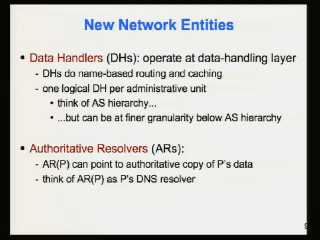 New Network Entities
• Data Handlers (DHs): operate at data-handling layer
- DHs do name-based routing and caching
- one logical DH per administrative unit
• think of AS hierarchy...
• ...but can be at finer granularity below AS hierarchy
• Authoritative Resolvers (ARs):
- AR(P) can point to authoritative copy of P's data
- think of AR(P) as P's DNS resolver